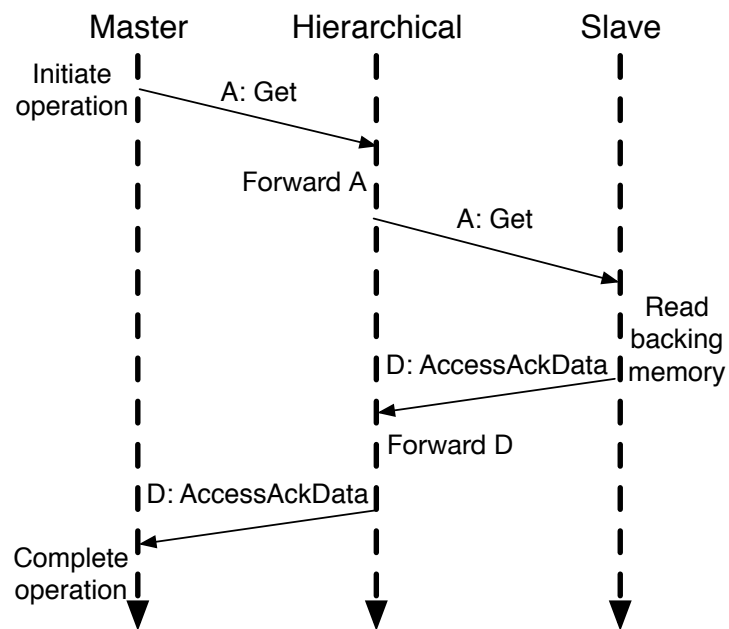 Master Hierarchical Slave
Initiate
operation
A: Get
Forward A
A: Get
Read
backing
memory
D: AccessAckData
Forward D
D: AccessAckData
Complete
operation